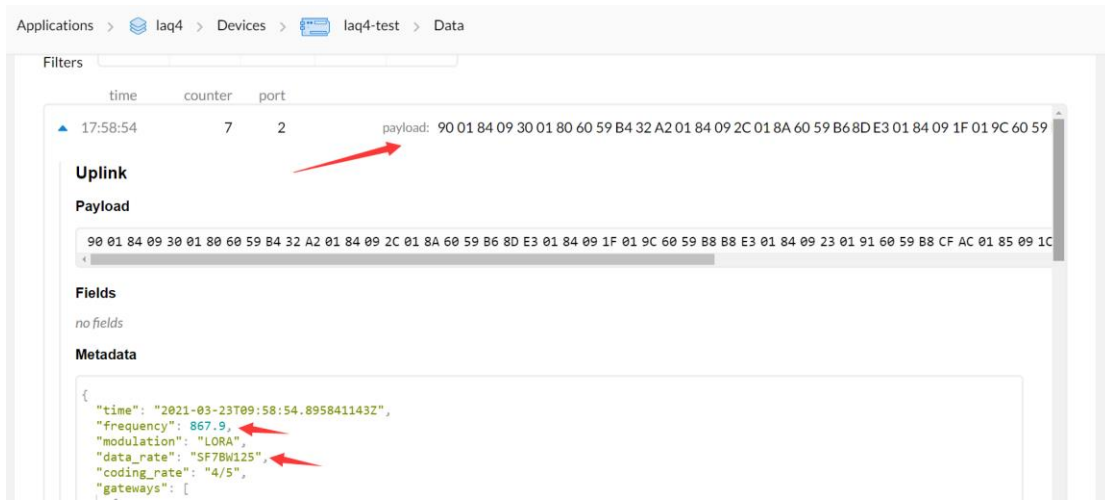 Applications > laq4 > Devices > laq4-test > Data
Filters
time counter port
17:58:54 7 2 payload: 90 01 84 09 30 01 80 60 59 B4 32 A2 01 84 09 2C 01 8A 60 59 B6 8D E3 01 84 09 1F 01 9C 60 59
Uplink
Payload
90 01 84 09 30 01 80 60 59 B4 32 A2 01 84 09 2C 01 8A 60 59 B6 8D E3 01 84 09 1F 01 9C 60 59 B8 B8 E3 01 84 09 23 01 91 60 59 B8 CF AC 01 85 09 1C
Fields
no fields
Metadata
{
"time": "2021-03-23T09:58:54.895841143Z",
"frequency": 867.9,
"modulation": "LORA",
"data_rate": "SF7BW125",
"coding_rate": "4/5",
"gateways": [